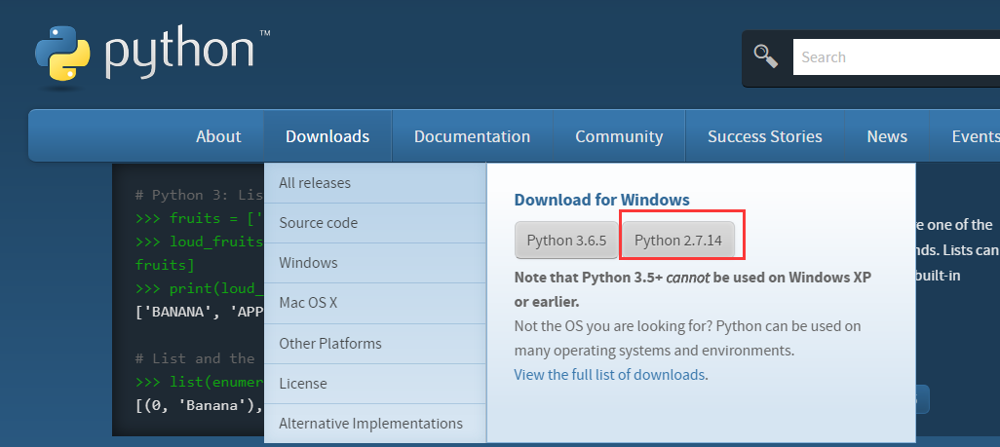 python™
Search
About
Downloads
Documentation
Community
Success Stories
News
Events
All releases
Source code
Windows
Mac OS X
Other Platforms
License
Alternative Implementations
Download for Windows
Python 3.6.5
Python 2.7.14
Note that Python 3.5+ cannot be used on Windows XP
or earlier.
Not the OS you are looking for? Python can be used on
many operating systems and environments.
View the full list of downloads.
# Python 3: Lis
>>> fruits = ['
>>> loud_fruits
fruits]
>>> print(loud_
['BANANA', 'APP
# List and the
>>> list(enumer
[(0, 'Banana'),
e one of the
nds. Lists can
built-in